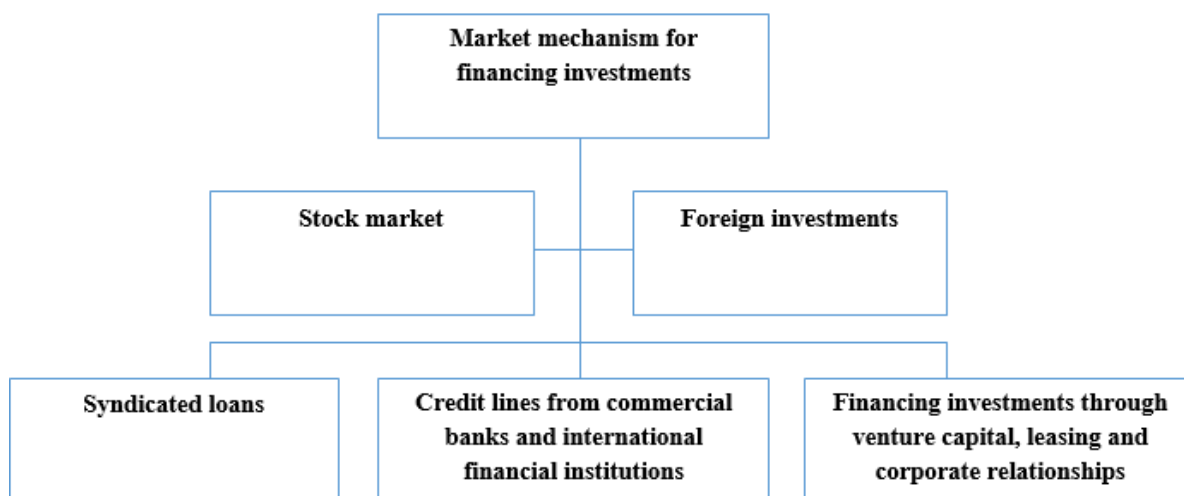 Market mechanism for
financing investments
Stock market
Foreign investments
Syndicated loans
Credit lines from commercial
banks and international
financial institutions
Financing investments through
venture capital, leasing and
corporate relationships